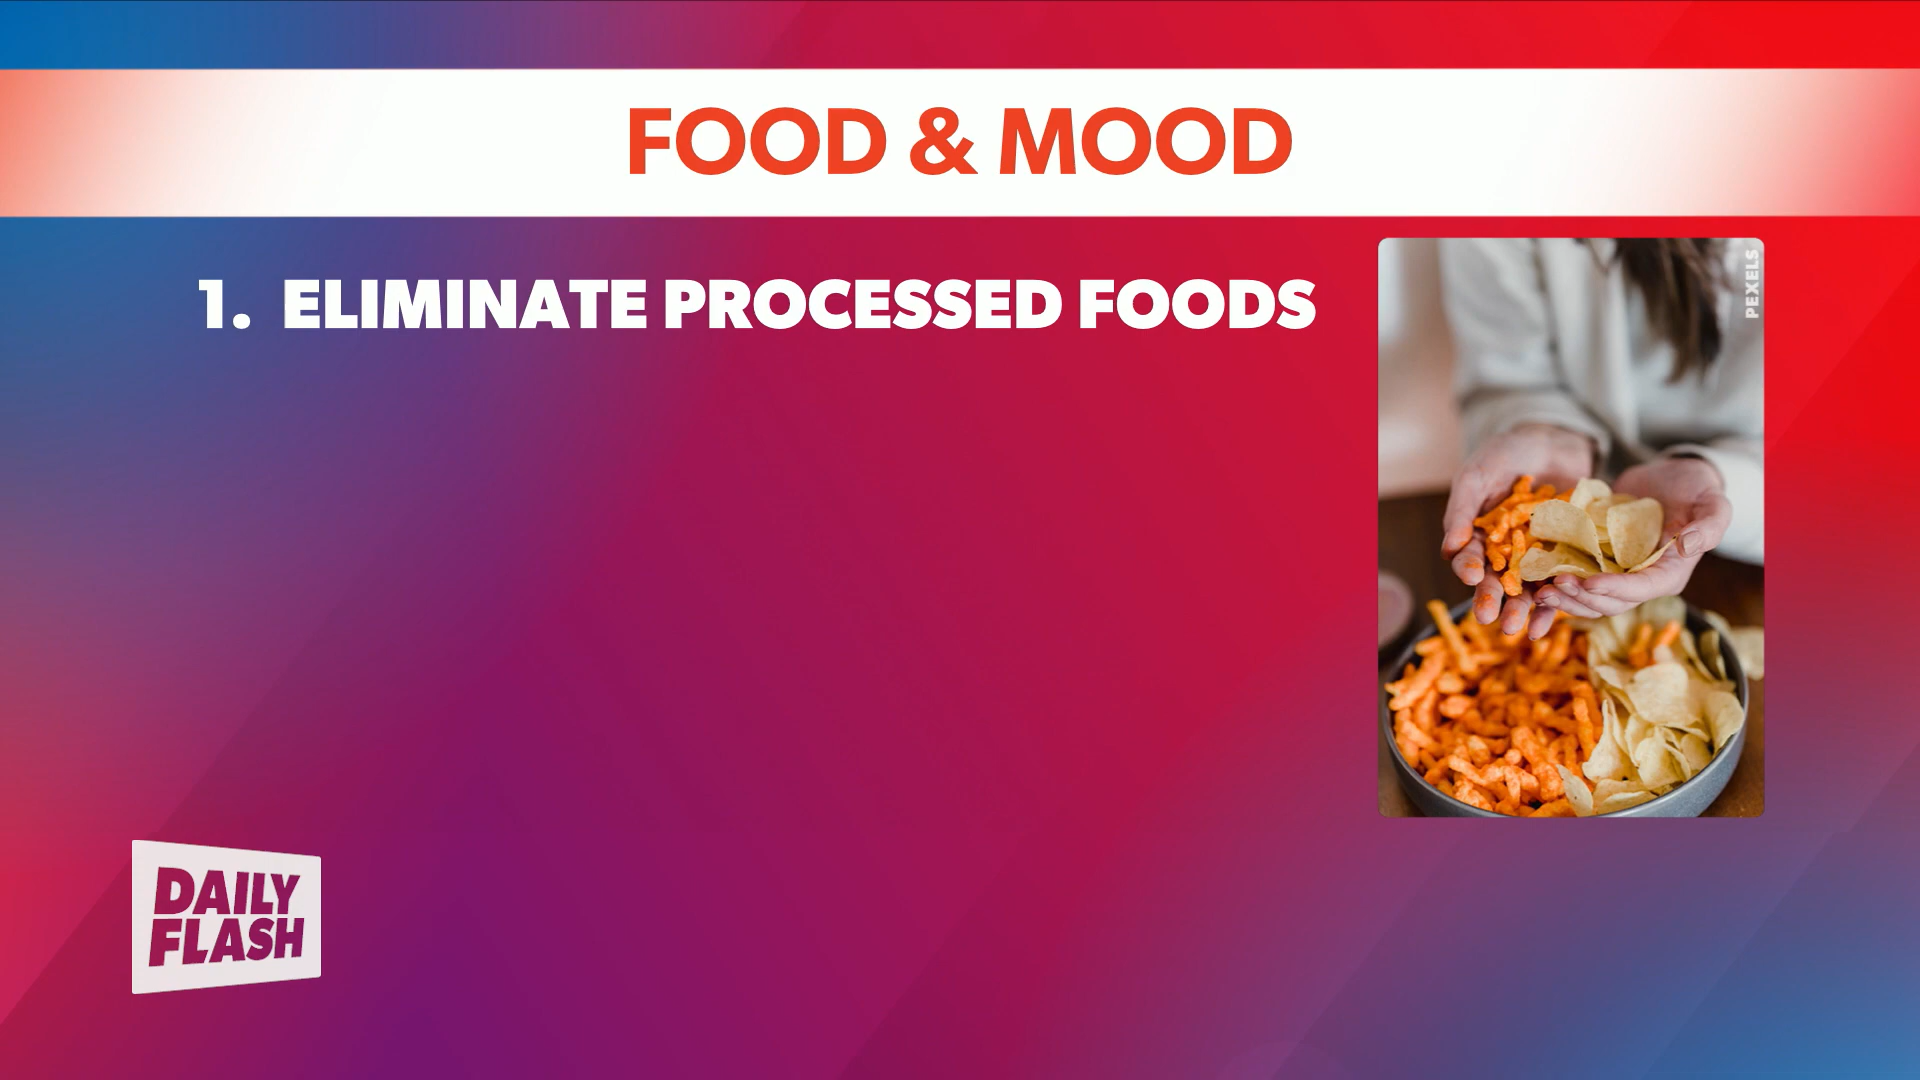 FOOD & MOOD
1. ELIMINATE PROCESSED FOODS
PEXELS
DAILY
FLASH